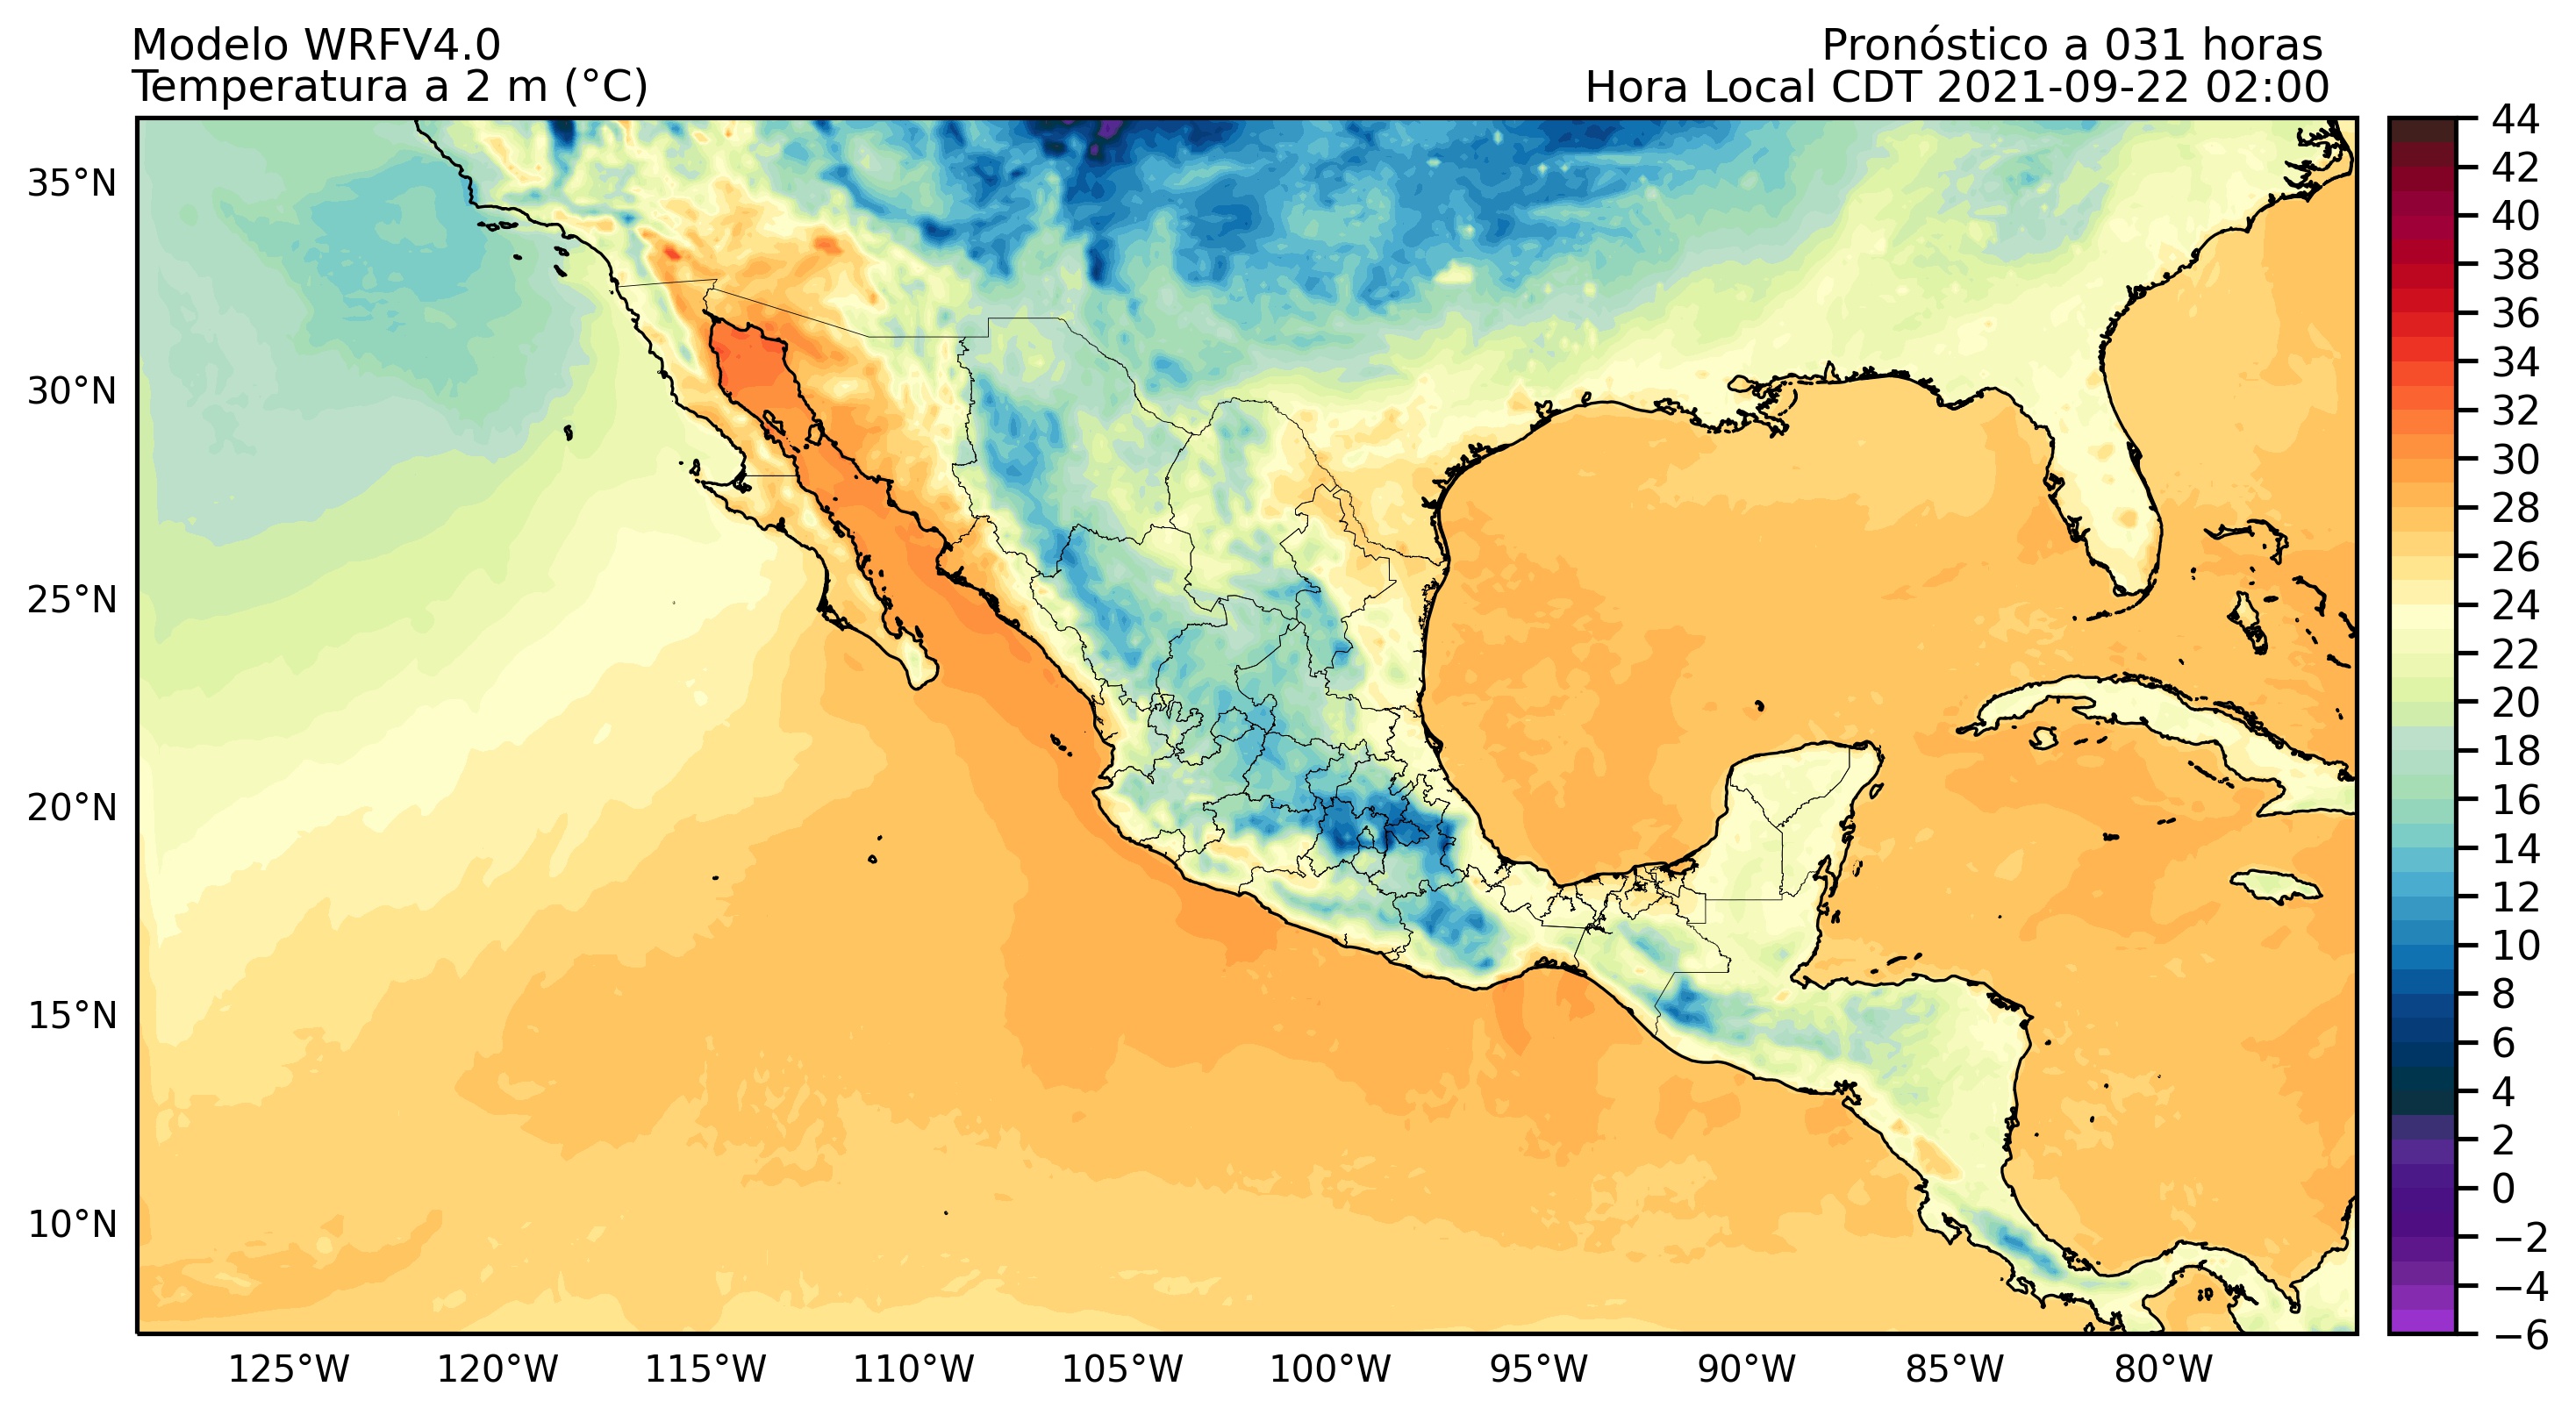 Modelo WRFV4.0
Temperatura a 2 m (°C)
Pronóstico a 031 horas
Hora Local CDT 2021-09-22 02:00
35°N
30°N
25°N
20°N
15°N
10°N
125°W
120°W
115°W
110°W
105°W
100°W
95°W
90°W
85°W
80°W
44
42
40
38
36
34
32
30
28
26
24
22
20
18
16
14
12
10
8
6
4
2
0
−2
−4
−6